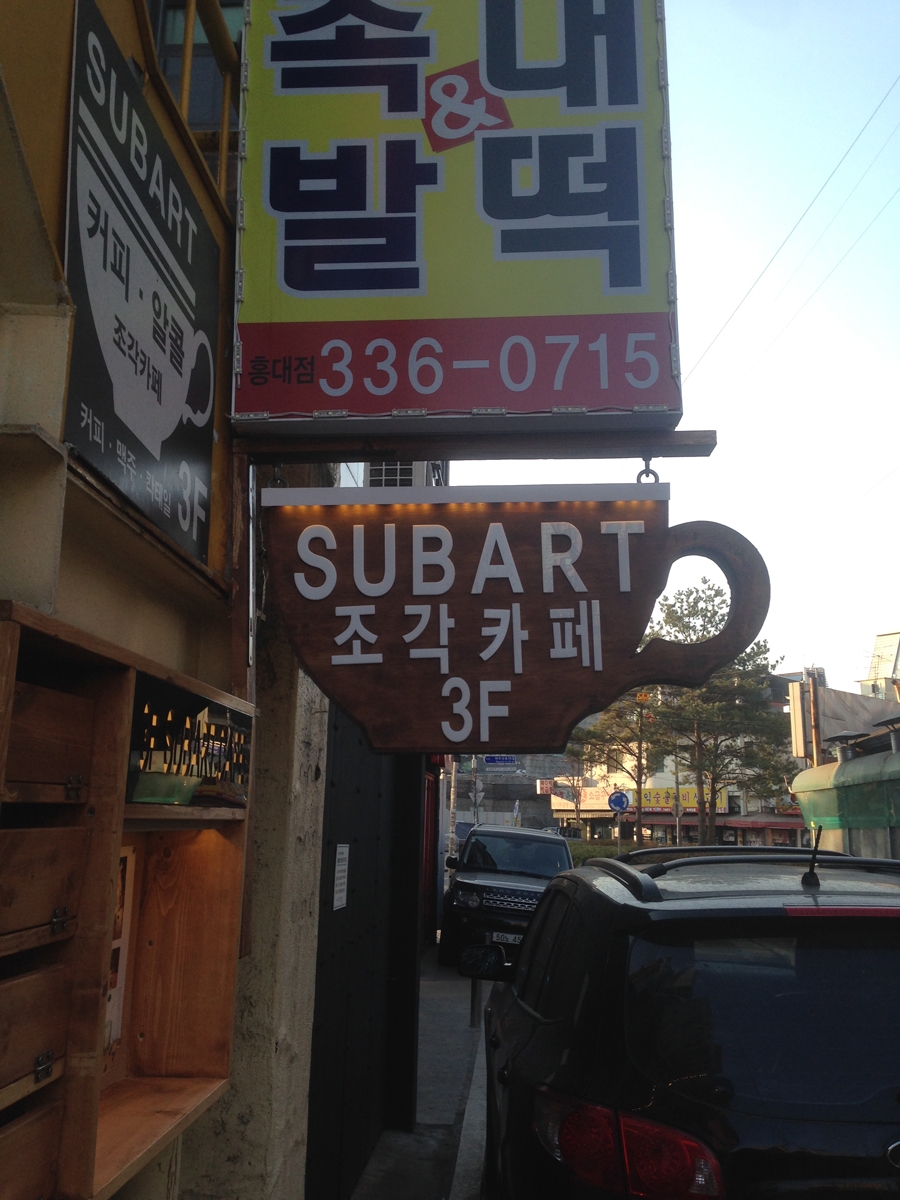 족
발
&
대
떡
홍대점 336-0715
SUBART
커피 · 알콜
조각카페
커피 · 맥주 · 칵테일 3F
SUBART
조각카페
3F